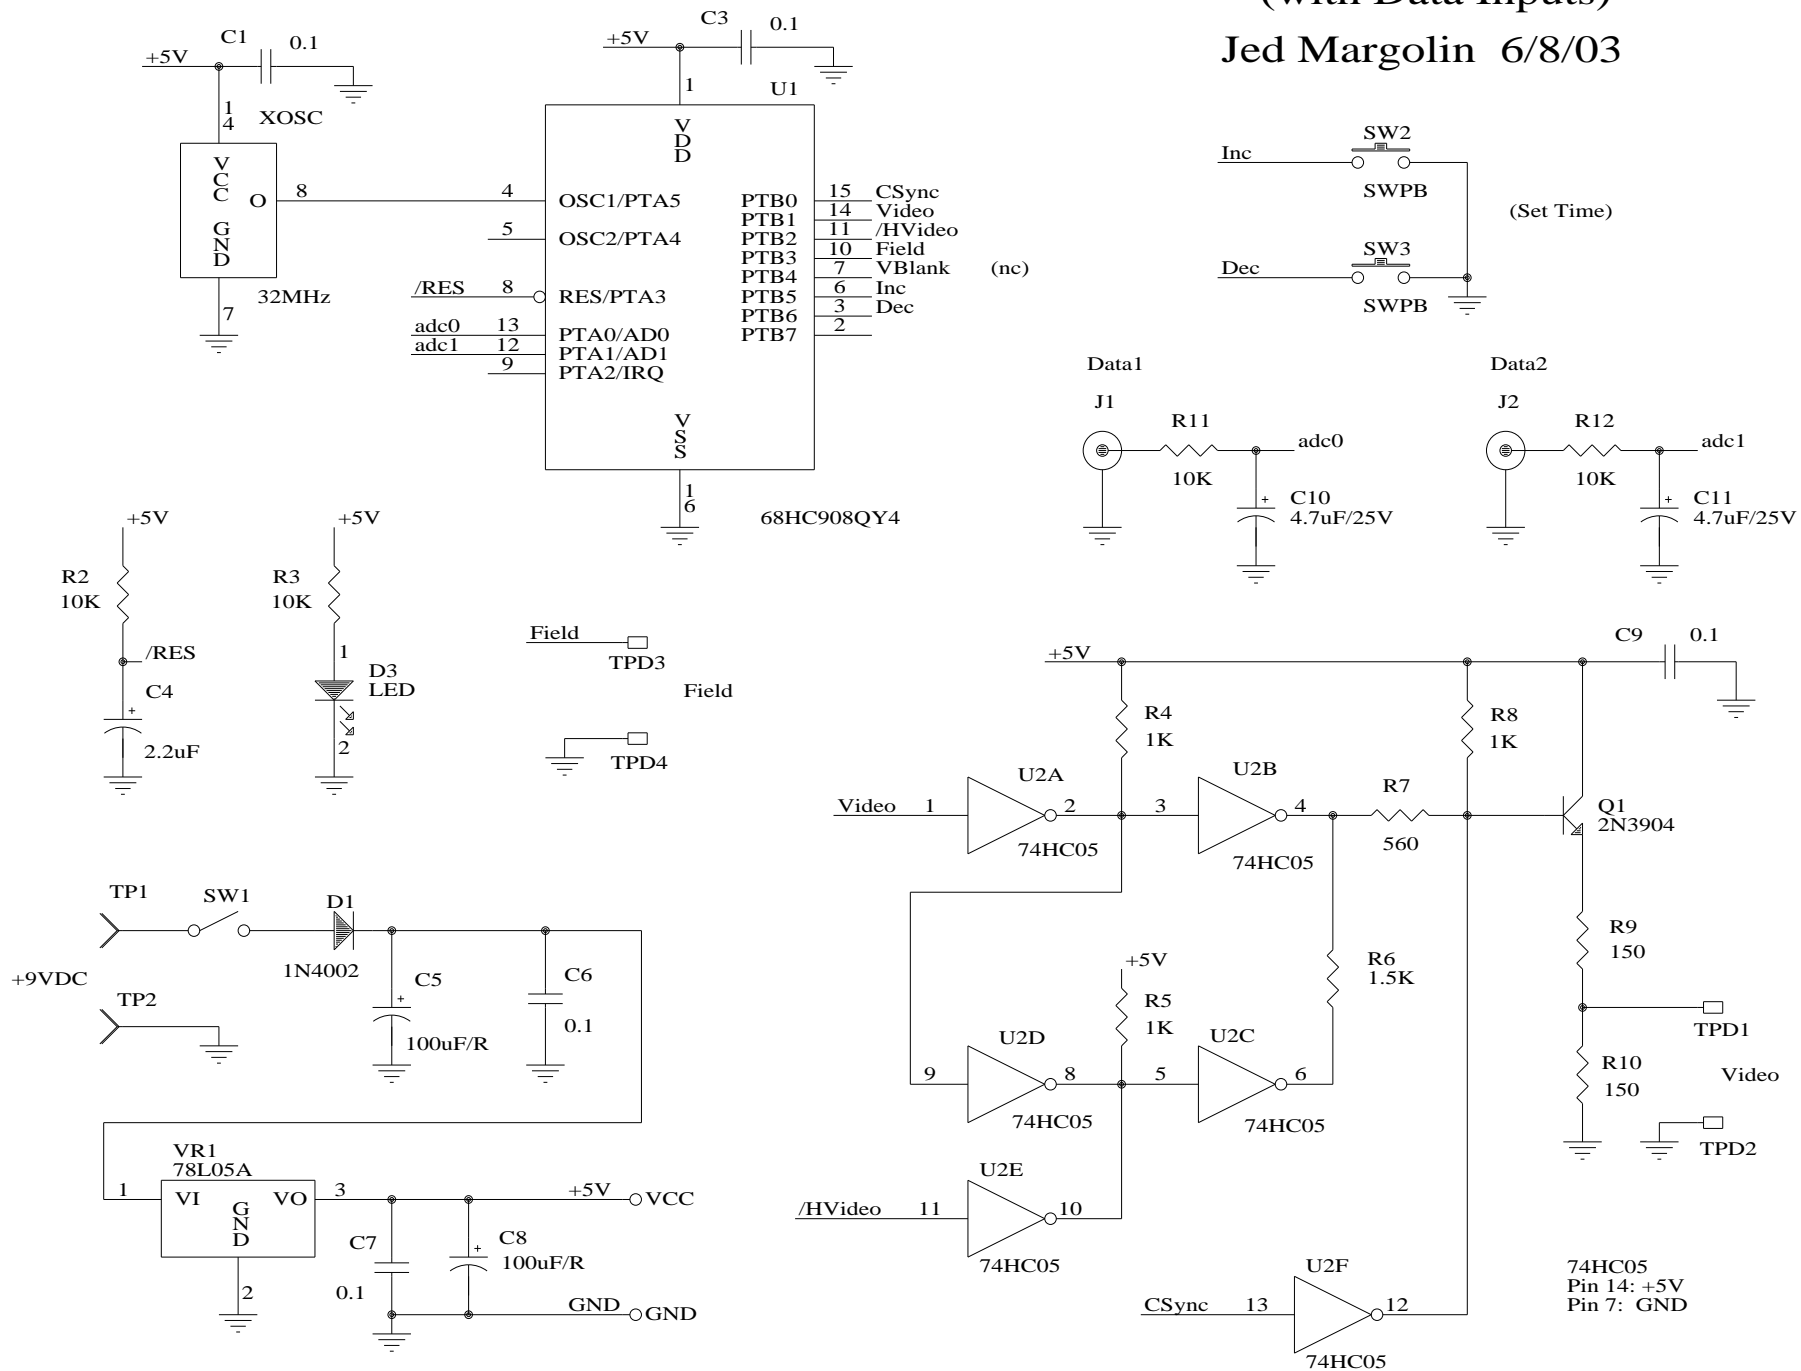 (with Data Inputs)
Jed Margolin 6/8/03
+5V
C1
0.1
1
4
XOSC
V
CC
GND
O
8
32MHz
7
+5V
C3
0.1
1
U1
VDD
4
OSC1/PTA5
5
OSC2/PTA4
/RES
8
RES/PTA3
adc0
13
PTA0/AD0
adc1
12
PTA1/AD1
9
PTA2/IRQ
PTB0
15
CSync
PTB1
14
Video
PTB2
11
/HVideo
PTB3
10
Field
PTB4
7
VBlank
(nc)
PTB5
6
Inc
PTB6
3
Dec
PTB7
2
VSS
1
6
68HC908QY4
SW2
Inc
SWPB
(Set Time)
SW3
Dec
SWPB
Data1
J1
R11
10K
adc0
C10
4.7uF/25V
Data2
J2
R12
10K
adc1
C11
4.7uF/25V
+5V
R2
10K
/RES
C4
+
2.2uF
+5V
R3
10K
1
D3
LED
2
Field
TPD3
Field
TPD4
+5V
C9
0.1
R4
1K
R8
1K
Video
1
U2A
2
74HC05
3
U2B
4
74HC05
R7
560
Q1
2N3904
R9
150
TPD1
R10
150
Video
TPD2
R6
1.5K
+5V
R5
1K
9
U2D
8
74HC05
5
U2C
6
74HC05
/HVideo
11
U2E
10
74HC05
CSync
13
U2F
12
74HC05
74HC05
Pin 14: +5V
Pin 7: GND
TP1
SW1
D1
1N4002
+9VDC
TP2
C5
+
100uF/R
C6
0.1
VR1
78L05A
1
VI
VO
3
GND
2
+5V
VCC
C7
0.1
C8
+
100uF/R
GND
GND